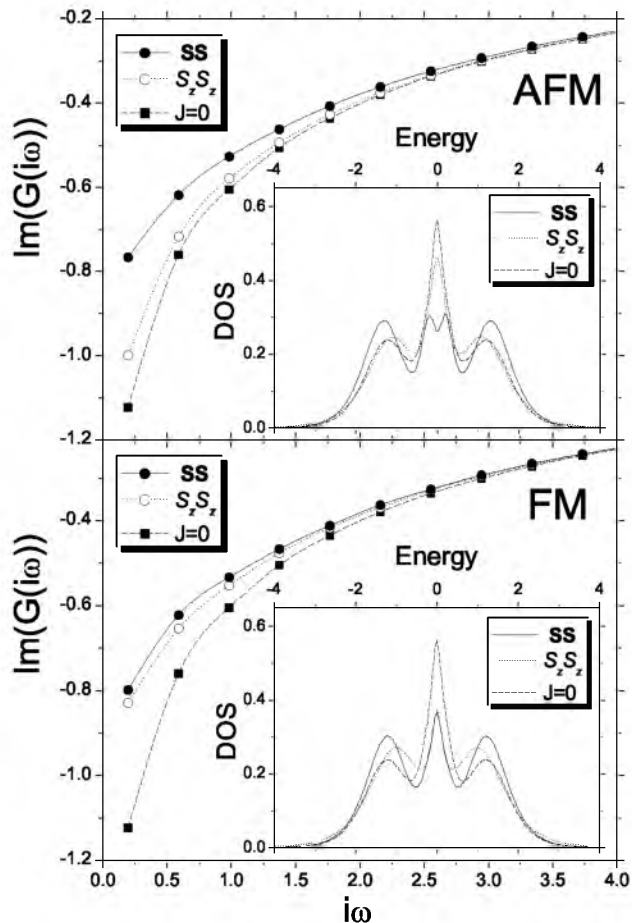 -0.2
-0.4
-0.6
-0.8
-1.0
-1.2
Im(G(iω))
SS
SzSz
J=0
AFM
Energy
-4 -2 0 2 4
0.6
0.4
0.2
0.0
DOS
SS
SzSz
J=0
-0.4
-0.6
-0.8
-1.0
-1.2
Im(G(iω))
SS
SzSz
J=0
FM
Energy
-4 -2 0 2 4
0.6
0.4
0.2
0.0
DOS
SS
SzSz
J=0
0.0 0.5 1.0 1.5 2.0 2.5 3.0 3.5 4.0
iω